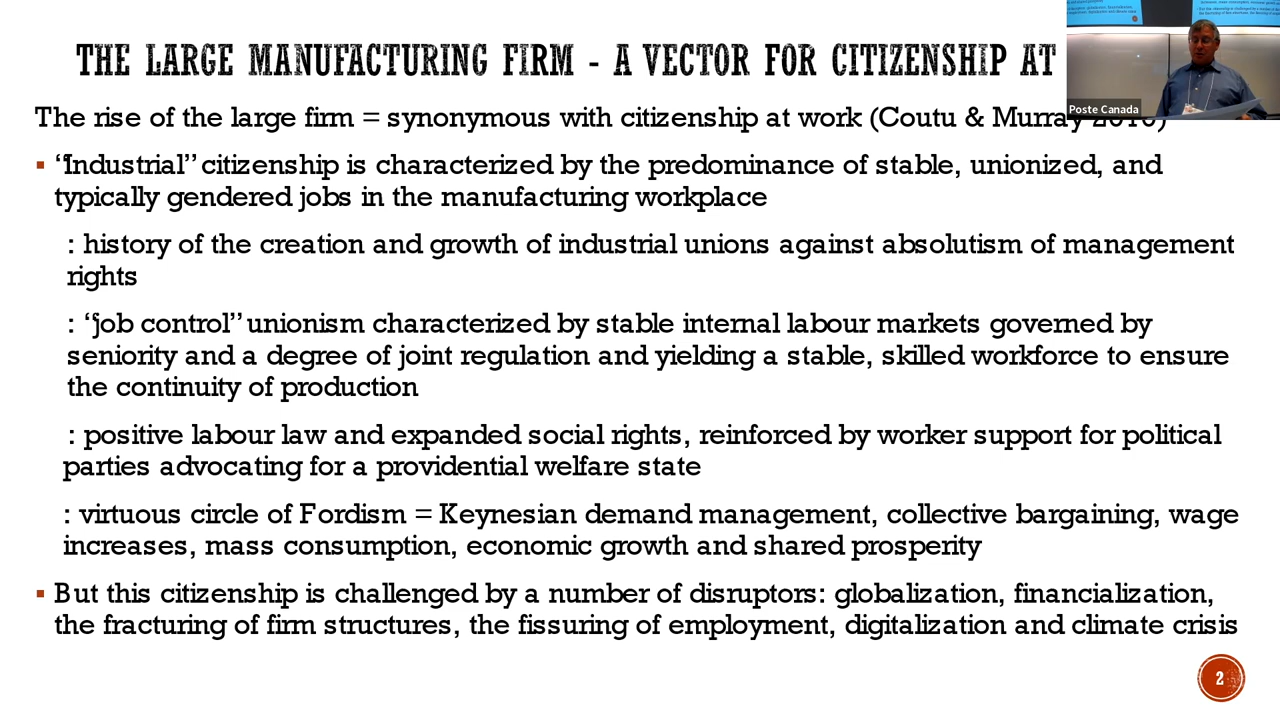 THE LARGE MANUFACTURING FIRM - A VECTOR FOR CITIZENSHIP AT
Poste Canada
The rise of the large firm = synonymous with citizenship at work (Coutu & Murray
▪ “Industrial” citizenship is characterized by the predominance of stable, unionized, and
typically gendered jobs in the manufacturing workplace
: history of the creation and growth of industrial unions against absolutism of management
rights
: “job control” unionism characterized by stable internal labour markets governed by
seniority and a degree of joint regulation and yielding a stable, skilled workforce to ensure
the continuity of production
: positive labour law and expanded social rights, reinforced by worker support for political
parties advocating for a providential welfare state
: virtuous circle of Fordism = Keynesian demand management, collective bargaining, wage
increases, mass consumption, economic growth and shared prosperity
▪ But this citizenship is challenged by a number of disruptors: globalization, financialization,
the fracturing of firm structures, the fissuring of employment, digitalization and climate crisis
2